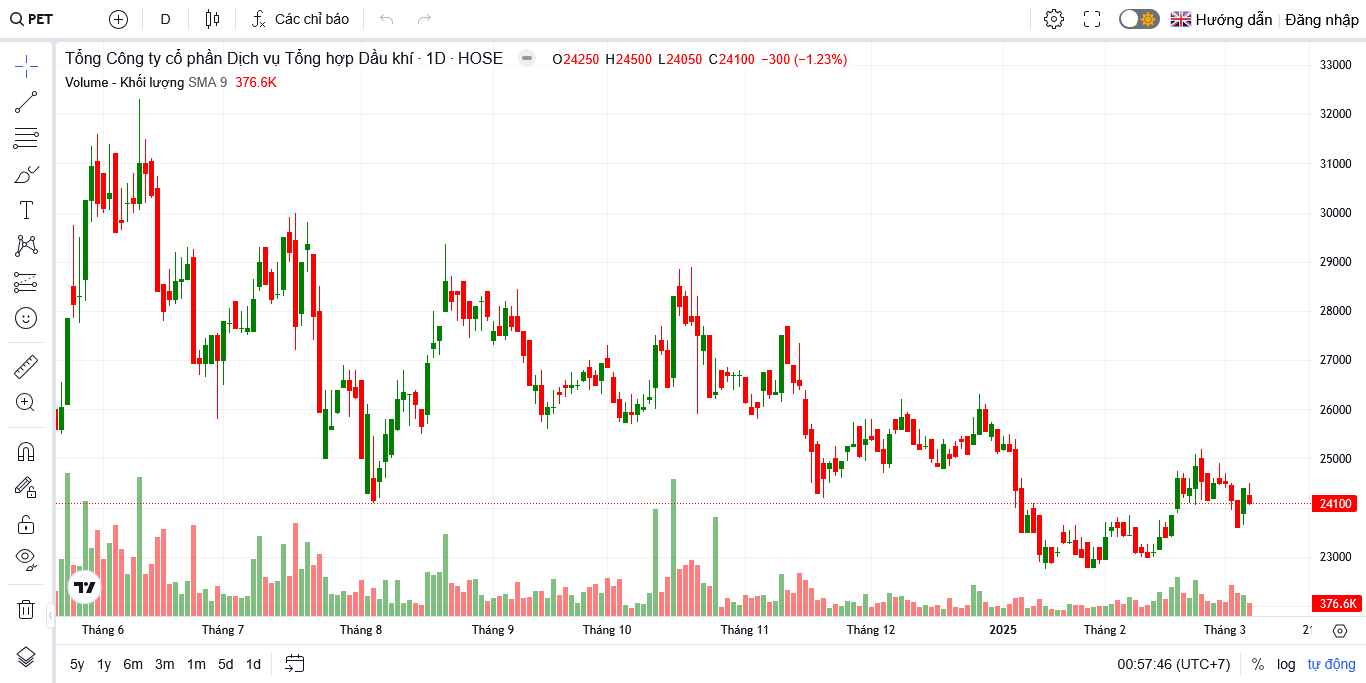 PET D Các chỉ báo Hướng dẫn Đăng nhập
Tổng Công ty cổ phần Dịch vụ Tổng hợp Dầu khí · 1D · HOSE O24250 H24500 L24050 C24100 −300 (−1.23%)
Volume - Khối lượng SMA 9 376.6K
33000
32000
31000
30000
29000
28000
27000
26000
25000
24100
23000
376.6K
Tháng 6 Tháng 7 Tháng 8 Tháng 9 Tháng 10 Tháng 11 Tháng 12 2025 Tháng 2 Tháng 3 21
5y 1y 6m 3m 1m 5d 1d 00:57:46 (UTC+7) % log tự động